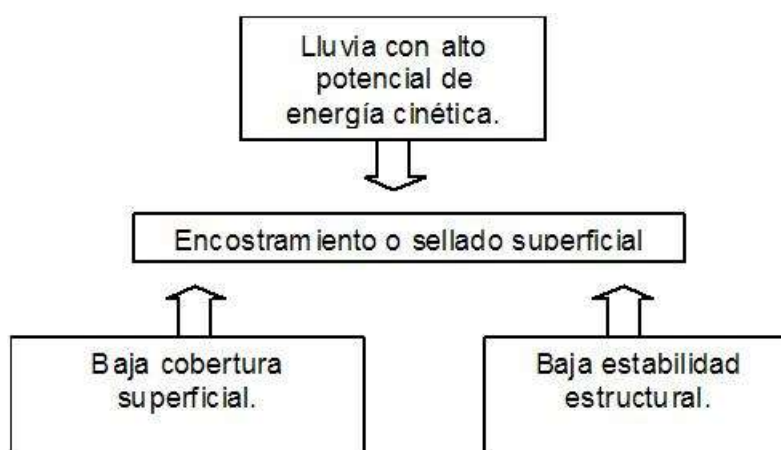 Lluvia con alto
potencial de
energía cinética.
Encostramiento o sellado superficial
Baja cobertura
superficial.
Baja estabilidad
estructural.